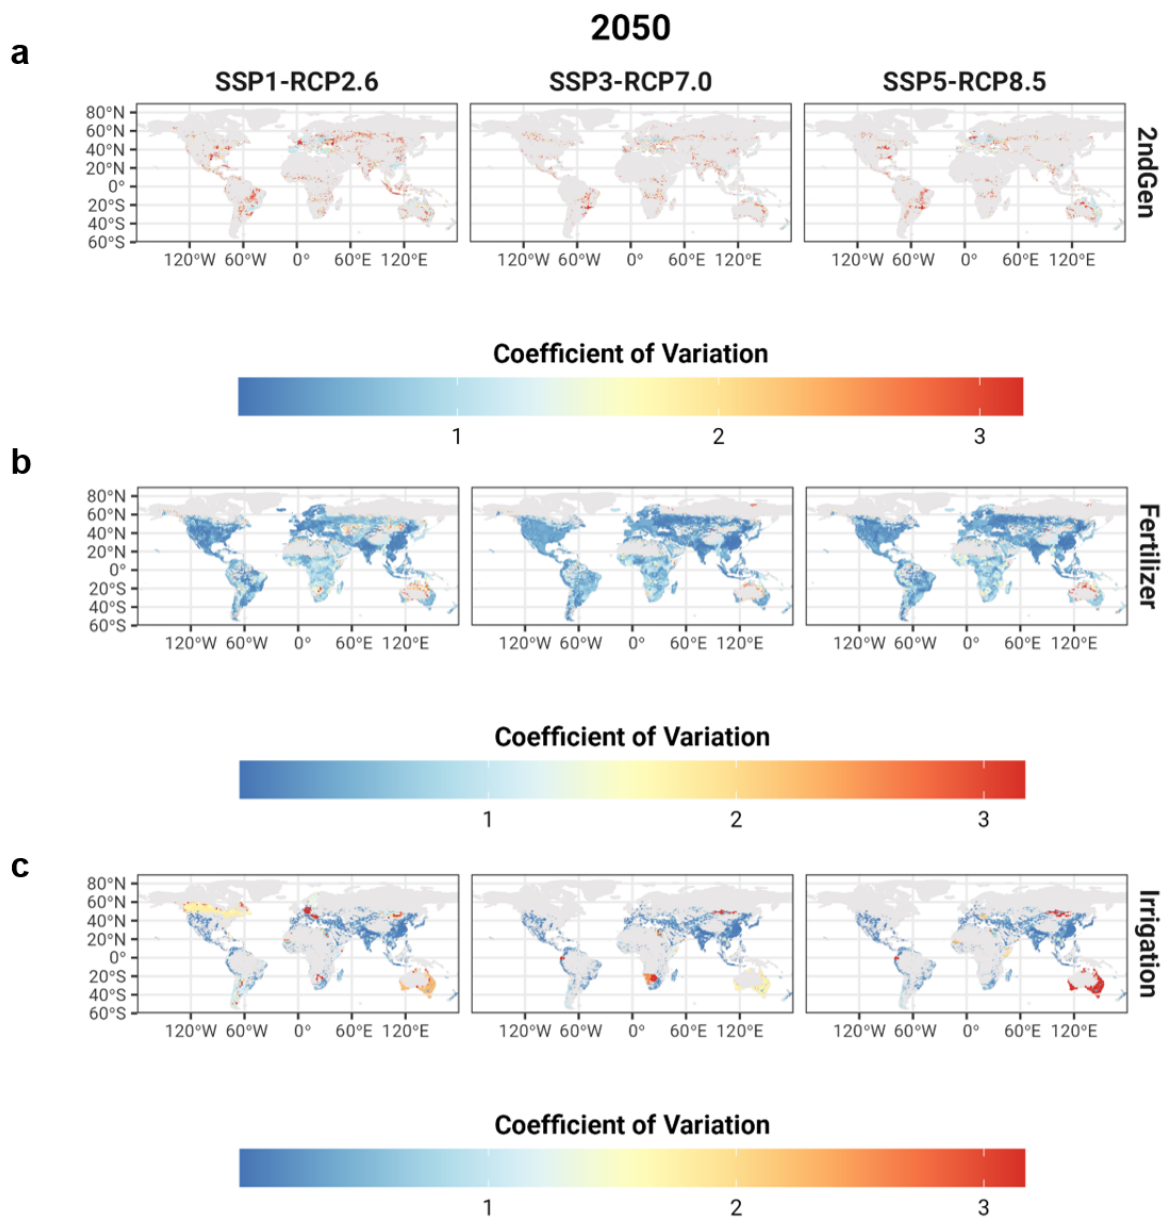 2050
a
SSP1-RCP2.6 SSP3-RCP7.0 SSP5-RCP8.5
80°N
60°N
40°N
20°N
0°
20°S
40°S
60°S
120°W 60°W 0° 60°E 120°E 120°W 60°W 0° 60°E 120°E 120°W 60°W 0° 60°E 120°E
2ndGen
Coefficient of Variation
1 2 3
b
80°N
60°N
40°N
20°N
0°
20°S
40°S
60°S
120°W 60°W 0° 60°E 120°E 120°W 60°W 0° 60°E 120°E 120°W 60°W 0° 60°E 120°E
Fertilizer
Coefficient of Variation
1 2 3
c
80°N
60°N
40°N
20°N
0°
20°S
40°S
60°S
120°W 60°W 0° 60°E 120°E 120°W 60°W 0° 60°E 120°E 120°W 60°W 0° 60°E 120°E
Irrigation
Coefficient of Variation
1 2 3